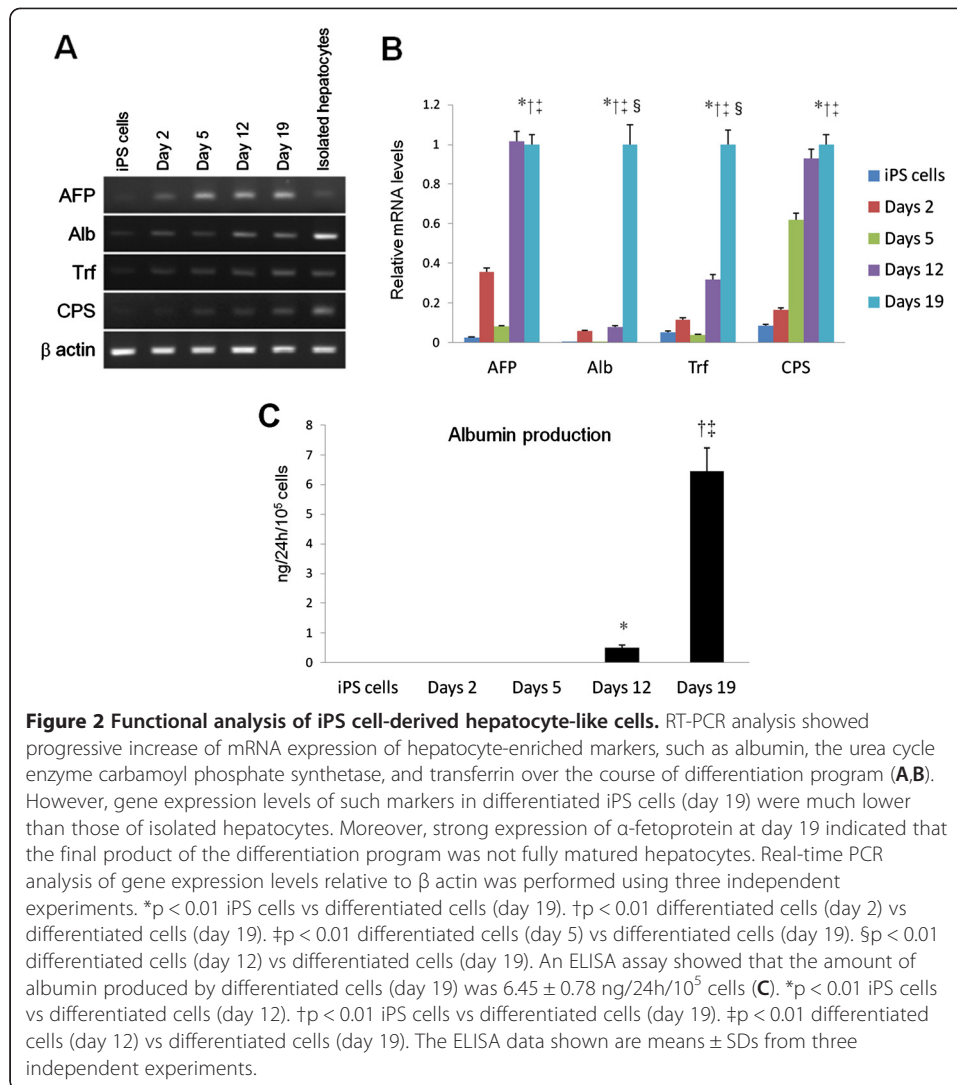 A
iPS cells
Day 2
Day 5
Day 12
Day 19
Isolated hepatocytes
AFP
Alb
Trf
CPS
β actin
B
*†‡
*†‡ §
*†‡ §
*†‡
1.2
1
0.8
0.6
0.4
0.2
0
Relative mRNA levels
AFP
Alb
Trf
CPS
iPS cells
Days 2
Days 5
Days 12
Days 19
C
Albumin production
8
7
6
5
4
3
2
1
0
ng/24h/10⁵ cells
*
†‡
iPS cells
Days 2
Days 5
Days 12
Days 19
Figure 2 Functional analysis of iPS cell-derived hepatocyte-like cells. RT-PCR analysis showed
progressive increase of mRNA expression of hepatocyte-enriched markers, such as albumin, the urea cycle
enzyme carbamoyl phosphate synthetase, and transferrin over the course of differentiation program (A,B).
However, gene expression levels of such markers in differentiated iPS cells (day 19) were much lower
than those of isolated hepatocytes. Moreover, strong expression of α-fetoprotein at day 19 indicated that
the final product of the differentiation program was not fully matured hepatocytes. Real-time PCR
analysis of gene expression levels relative to β actin was performed using three independent
experiments. *p < 0.01 iPS cells vs differentiated cells (day 19). †p < 0.01 differentiated cells (day 2) vs
differentiated cells (day 19). ‡p < 0.01 differentiated cells (day 5) vs differentiated cells (day 19). §p < 0.01
differentiated cells (day 12) vs differentiated cells (day 19). An ELISA assay showed that the amount of
albumin produced by differentiated cells (day 19) was 6.45 ± 0.78 ng/24h/10⁵ cells (C). *p < 0.01 iPS cells
vs differentiated cells (day 12). †p < 0.01 iPS cells vs differentiated cells (day 19). ‡p < 0.01 differentiated
cells (day 12) vs differentiated cells (day 19). The ELISA data shown are means ± SDs from three
independent experiments.